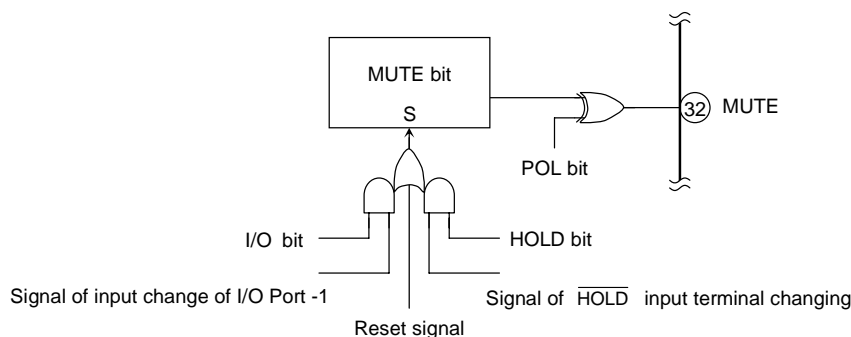 MUTE bit
S
32 MUTE
POL bit
I/O bit
HOLD bit
Signal of input change of I/O Port -1
Signal of HOLD input terminal changing
Reset signal